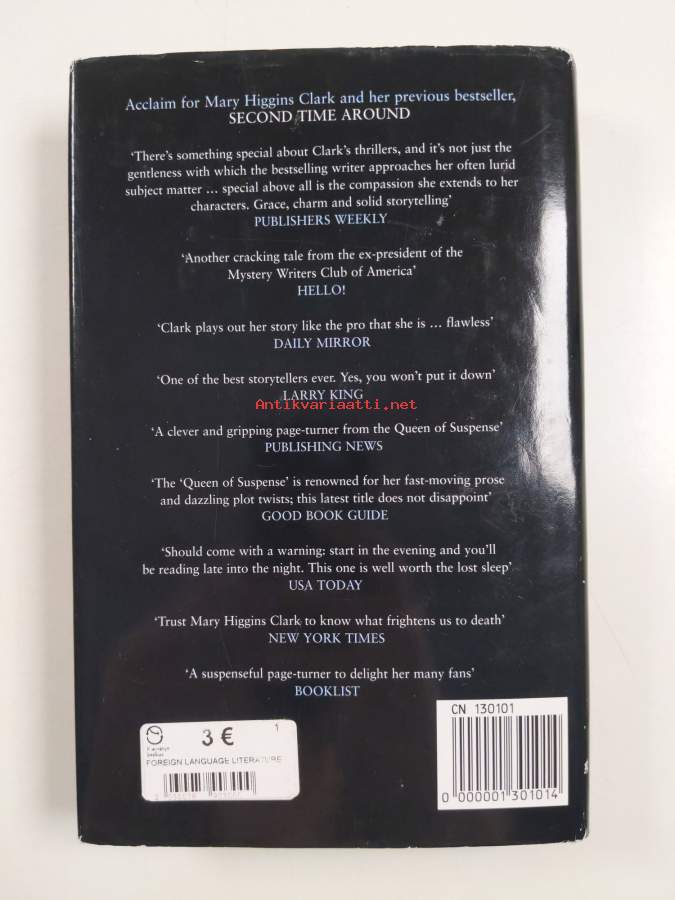 Acclaim for Mary Higgins Clark and her previous bestseller,
SECOND TIME AROUND
‘There’s something special about Clark’s thrillers, and it’s not just the
gentleness with which the bestselling writer approaches her often lurid
subject matter ... special above all is the compassion she extends to her
characters. Grace, charm and solid storytelling’
PUBLISHERS WEEKLY
‘Another cracking tale from the ex-president of the
Mystery Writers Club of America’
HELLO!
‘Clark plays out her story like the pro that she is ... flawless’
DAILY MIRROR
‘One of the best storytellers ever. Yes, you won’t put it down’
LARRY KING
Antikvariaatti.net
‘A clever and gripping page-turner from the Queen of Suspense’
PUBLISHING NEWS
‘The ‘Queen of Suspense’ is renowned for her fast-moving prose
and dazzling plot twists; this latest title does not disappoint’
GOOD BOOK GUIDE
‘Should come with a warning: start in the evening and you’ll
be reading late into the night. This one is well worth the lost sleep’
USA TODAY
‘Trust Mary Higgins Clark to know what frightens us to death’
NEW YORK TIMES
‘A suspenseful page-turner to delight her many fans’
BOOKLIST
CN 130101
0 000001 301014
3 € 1
FOREIGN LANGUAGE LITERATURE